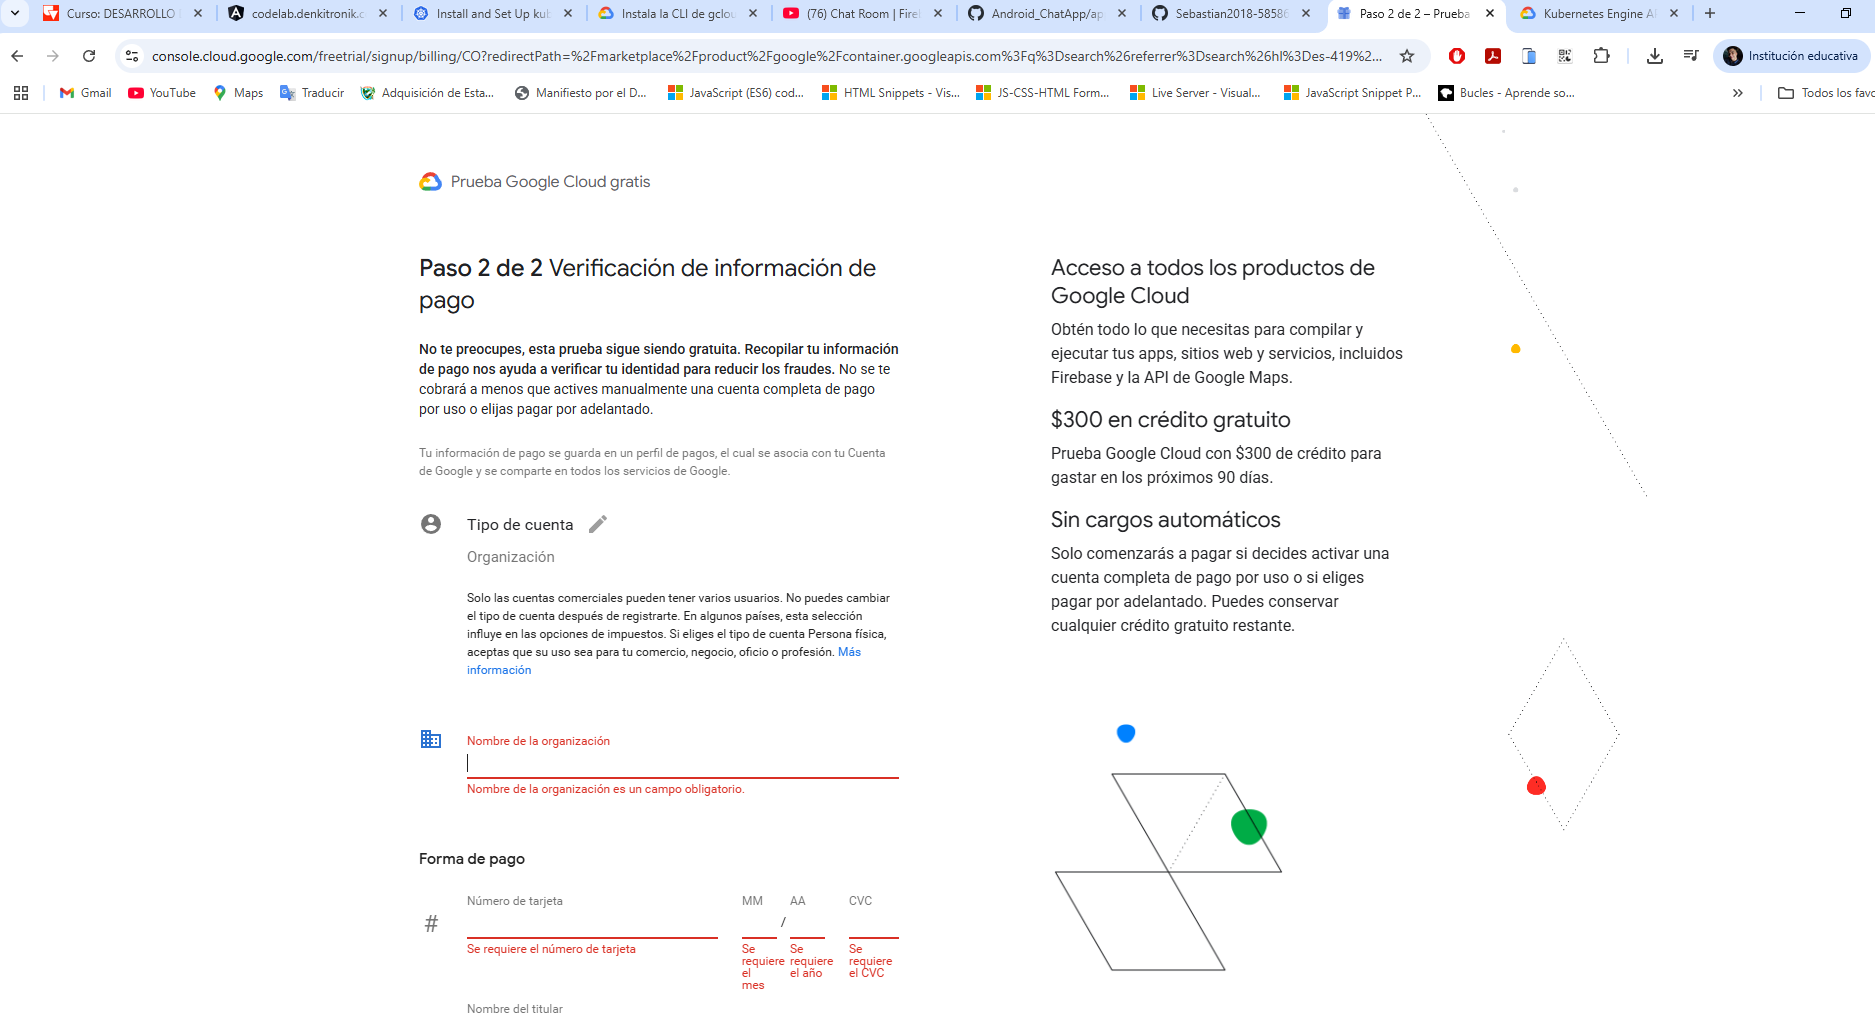 Curso: DESARROLLO
codelab.denkitronik.c
Install and Set Up kub
Instala la CLI de gclou
(76) Chat Room | Firel
Android_ChatApp/ap
Sebastian2018-58586
Paso 2 de 2 – Prueba
Kubernetes Engine A
console.cloud.google.com/freetrial/signup/billing/CO?redirectPath=%2Fmarketplace%2Fproduct%2Fgoogle%2Fcontainer.googleapis.com%3Fq%3Dsearch%26referrer%3Dsearch%26hl%3Des-419%2...
Institución educativa
Gmail
YouTube
Maps
Traducir
Adquisición de Esta...
Manifiesto por el D...
JavaScript (ES6) cod...
HTML Snippets - Vis...
JS-CSS-HTML Form...
Live Server - Visual...
JavaScript Snippet P...
Bucles - Aprende so...
Todos los favo
Prueba Google Cloud gratis
Paso 2 de 2 Verificación de información de
pago
No te preocupes, esta prueba sigue siendo gratuita. Recopilar tu información
de pago nos ayuda a verificar tu identidad para reducir los fraudes. No se te
cobrará a menos que actives manualmente una cuenta completa de pago
por uso o elijas pagar por adelantado.
Tu información de pago se guarda en un perfil de pagos, el cual se asocia con tu Cuenta
de Google y se comparte en todos los servicios de Google.
Tipo de cuenta
Organización
Solo las cuentas comerciales pueden tener varios usuarios. No puedes cambiar
el tipo de cuenta después de registrarte. En algunos países, esta selección
influye en las opciones de impuestos. Si eliges el tipo de cuenta Persona física,
aceptas que su uso sea para tu comercio, negocio, oficio o profesión. Más
información
Nombre de la organización
Nombre de la organización es un campo obligatorio.
Forma de pago
Número de tarjeta
MM
AA
CVC
#
/
Se requiere el número de tarjeta
Se
requiere
el
mes
Se
requiere
el año
Se
requiere
el CVC
Nombre del titular
Acceso a todos los productos de
Google Cloud
Obtén todo lo que necesitas para compilar y
ejecutar tus apps, sitios web y servicios, incluidos
Firebase y la API de Google Maps.
$300 en crédito gratuito
Prueba Google Cloud con $300 de crédito para
gastar en los próximos 90 días.
Sin cargos automáticos
Solo comenzarás a pagar si decides activar una
cuenta completa de pago por uso o si eliges
pagar por adelantado. Puedes conservar
cualquier crédito gratuito restante.